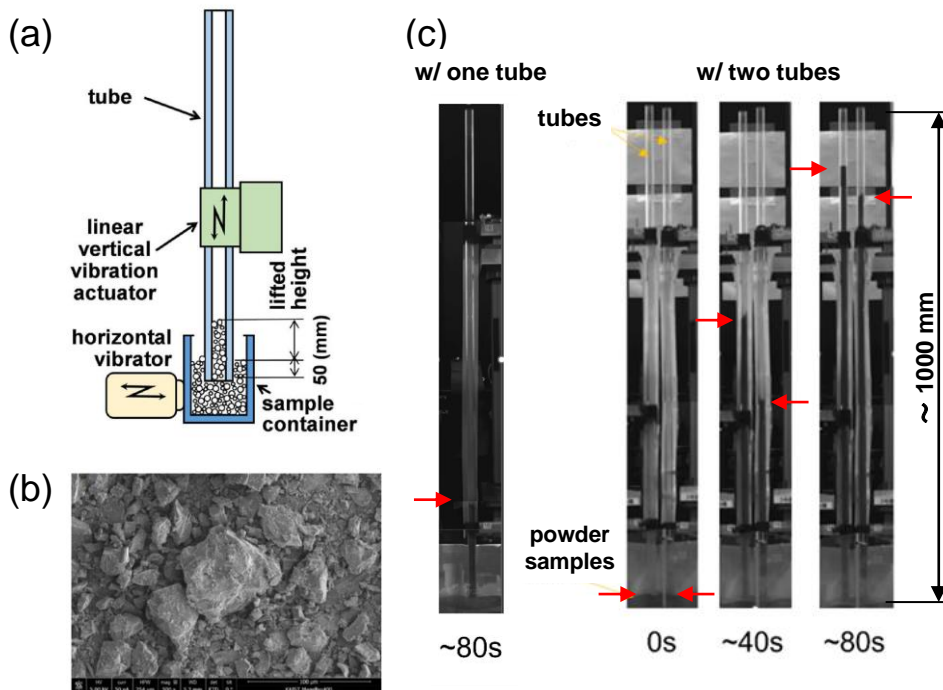 (a)
tube
linear
vertical
vibration
actuator
horizontal
vibrator
lifted
height
50 (mm)
sample
container
(b)
(c)
w/ one tube
w/ two tubes
tubes
powder
samples
~ 1000 mm
~80s
0s
~40s
~80s